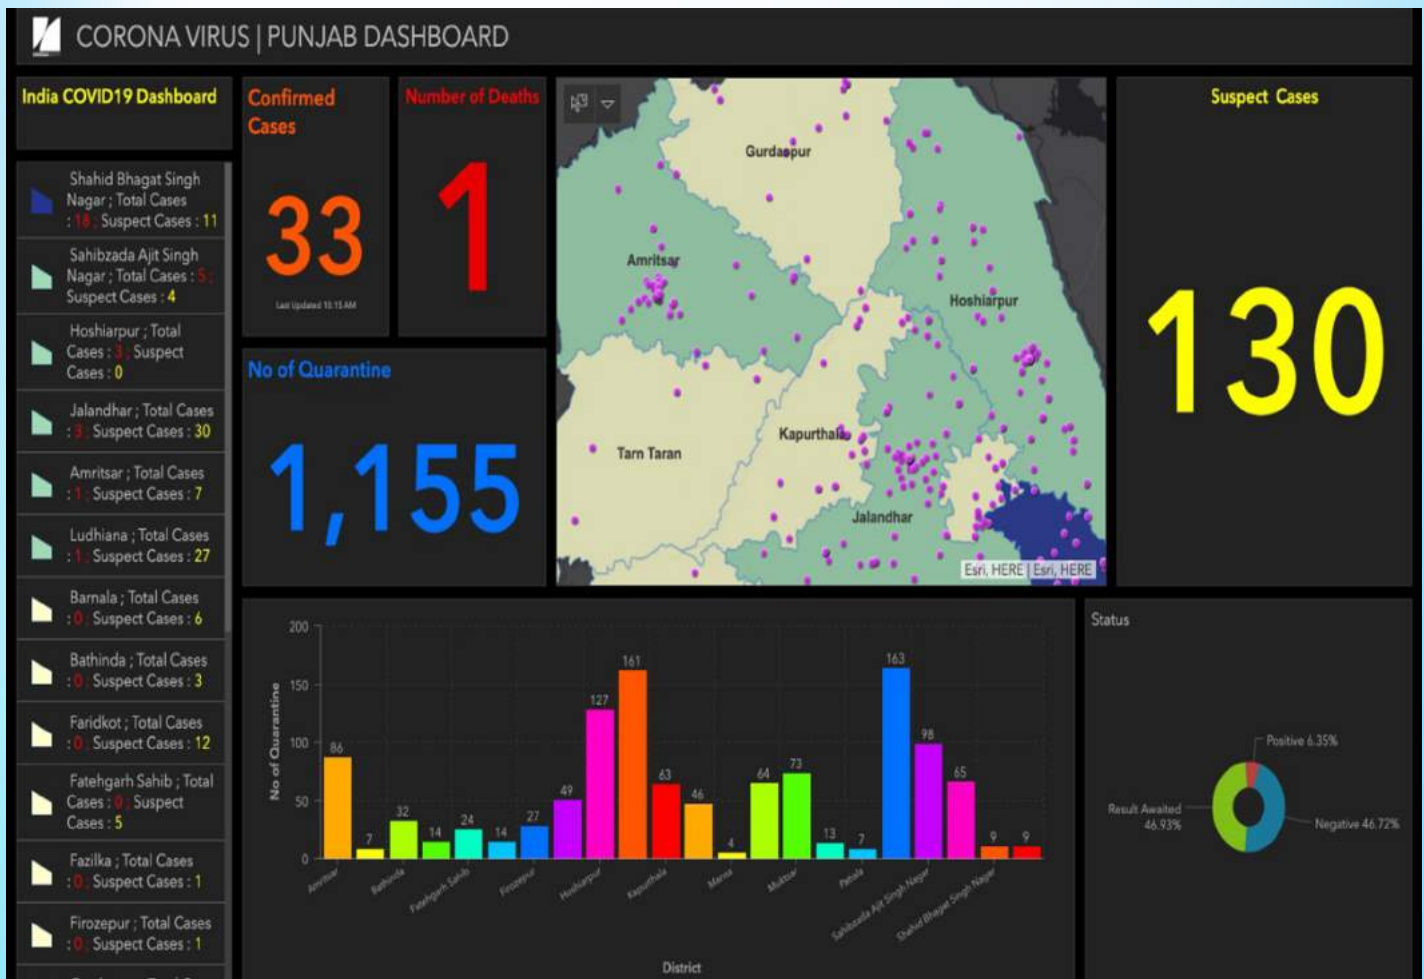 CORONA VIRUS | PUNJAB DASHBOARD
India COVID19 Dashboard
Shahid Bhagat Singh
Nagar ; Total Cases
: 18 ; Suspect Cases : 11
Sahibzada Ajit Singh
Nagar ; Total Cases : 5 ;
Suspect Cases : 4
Hoshiarpur ; Total
Cases : 3 ; Suspect
Cases : 0
Jalandhar ; Total Cases
: 3 ; Suspect Cases : 30
Amritsar ; Total Cases
: 1 ; Suspect Cases : 7
Ludhiana ; Total Cases
: 1 ; Suspect Cases : 27
Barnala ; Total Cases
: 0 ; Suspect Cases : 6
Bathinda ; Total Cases
: 0 ; Suspect Cases : 3
Faridkot ; Total Cases
: 0 ; Suspect Cases : 12
Fatehgarh Sahib ; Total
Cases : 0 ; Suspect
Cases : 5
Fazilka ; Total Cases
: 0 ; Suspect Cases : 1
Firozepur ; Total Cases
: 0 ; Suspect Cases : 1
Confirmed
Cases
33
Last Updated 10:15 AM
Number of Deaths
1
No of Quarantine
1,155
Gurdaspur
Amritsar
Hoshiarpur
Kapurthala
Tarn Taran
Jalandhar
Esri, HERE | Esri, HERE
Suspect Cases
130
No of Quarantine
200
150
100
50
0
86
7
32
14
24
14
27
49
127
161
63
46
4
64
73
13
7
163
98
65
9
9
Amritsar
Bathinda
Fatehgarh Sahib
Firozepur
Hoshiarpur
Kapurthala
Mansa
Muktsar
Patiala
Sahibzada Ajit Singh Nagar
Shahid Bhagat Singh Nagar
District
Status
Positive 6.35%
Result Awaited
46.93%
Negative 46.72%